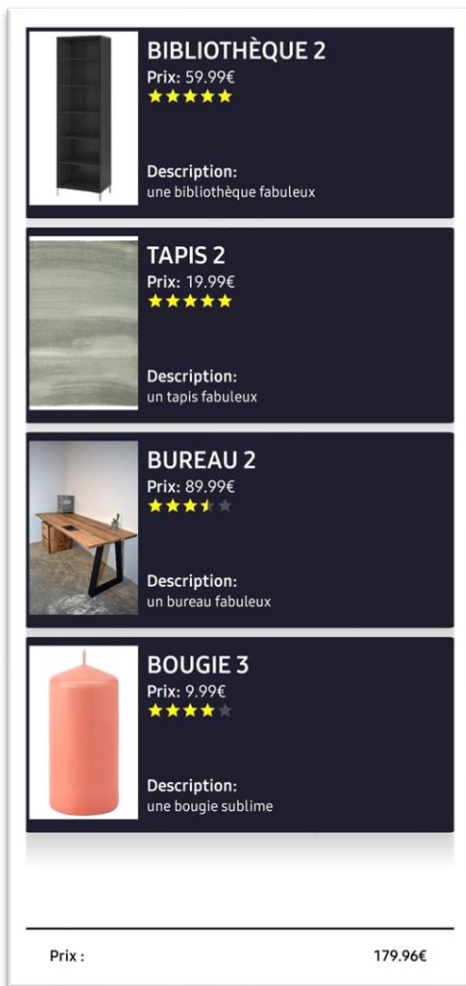 BIBLIOTHÈQUE 2
Prix: 59.99€
Description:
une bibliothèque fabuleux
TAPIS 2
Prix: 19.99€
Description:
un tapis fabuleux
BUREAU 2
Prix: 89.99€
Description:
un bureau fabuleux
BOUGIE 3
Prix: 9.99€
Description:
une bougie sublime
Prix : 179.96€